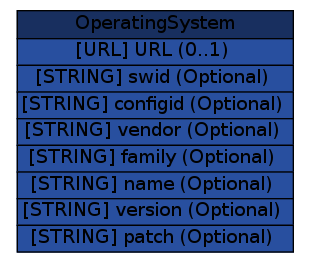 OperatingSystem
[URL] URL (0..1)
[STRING] swid (Optional)
[STRING] configid (Optional)
[STRING] vendor (Optional)
[STRING] family (Optional)
[STRING] name (Optional)
[STRING] version (Optional)
[STRING] patch (Optional)